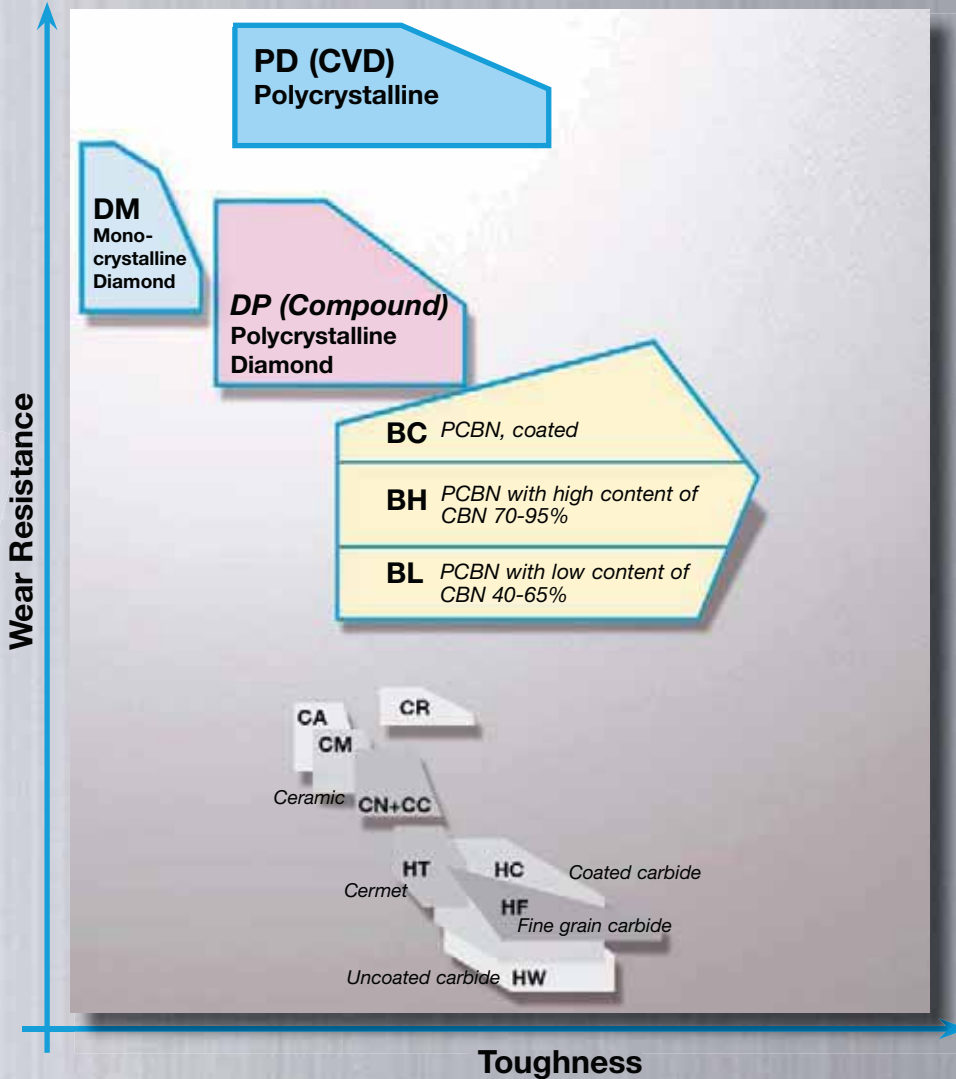 PD (CVD)
Polycrystalline
DM
Mono-
crystalline
Diamond
DP (Compound)
Polycrystalline
Diamond
BC PCBN, coated
BH PCBN with high content of
CBN 70-95%
BL PCBN with low content of
CBN 40-65%
Wear Resistance
CA
CR
CM
Ceramic
CN+CC
HT
HC
Coated carbide
Cermet
HF
Fine grain carbide
Uncoated carbide
HW
Toughness